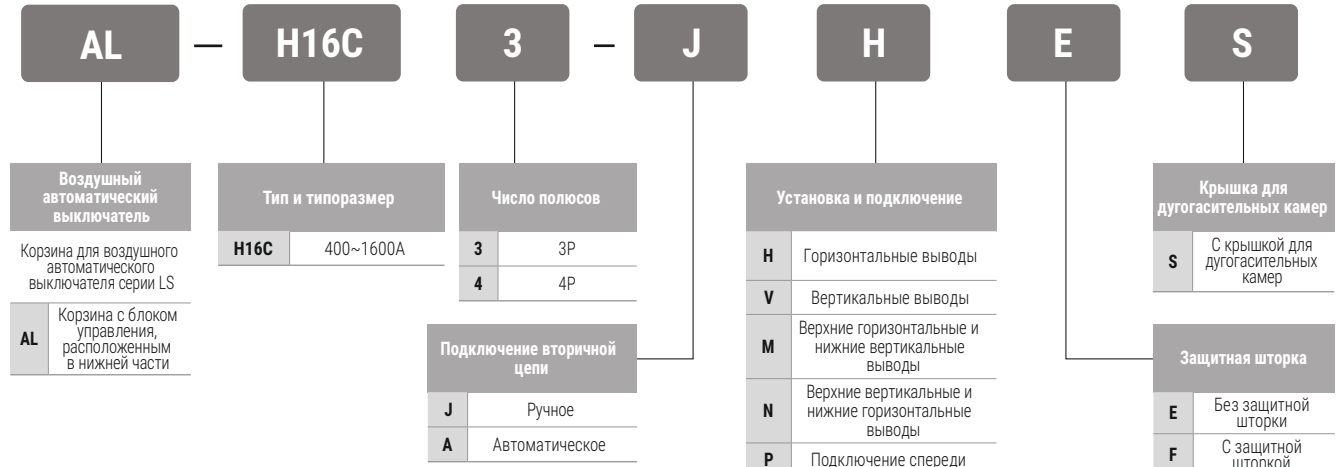 AL — H16C 3 – J H E S
Воздушный
автоматический
выключатель
Корзина для воздушного
автоматического
выключателя серии LS
AL
Корзина с блоком
управления,
расположенным
в нижней части
Тип и типоразмер
H16C 400~1600A
Число полюсов
3 3P
4 4P
Подключение вторичной
цепи
J Ручное
A Автоматическое
Установка и подключение
H Горизонтальные выводы
V Вертикальные выводы
M
Верхние горизонтальные и
нижние вертикальные
выводы
N
Верхние вертикальные и
нижние горизонтальные
выводы
P Подключение спереди
Крышка для
дугогасительных камер
S
С крышкой для
дугогасительных
камер
Защитная шторка
E
Без защитной
шторки
F
С защитной
шторкой